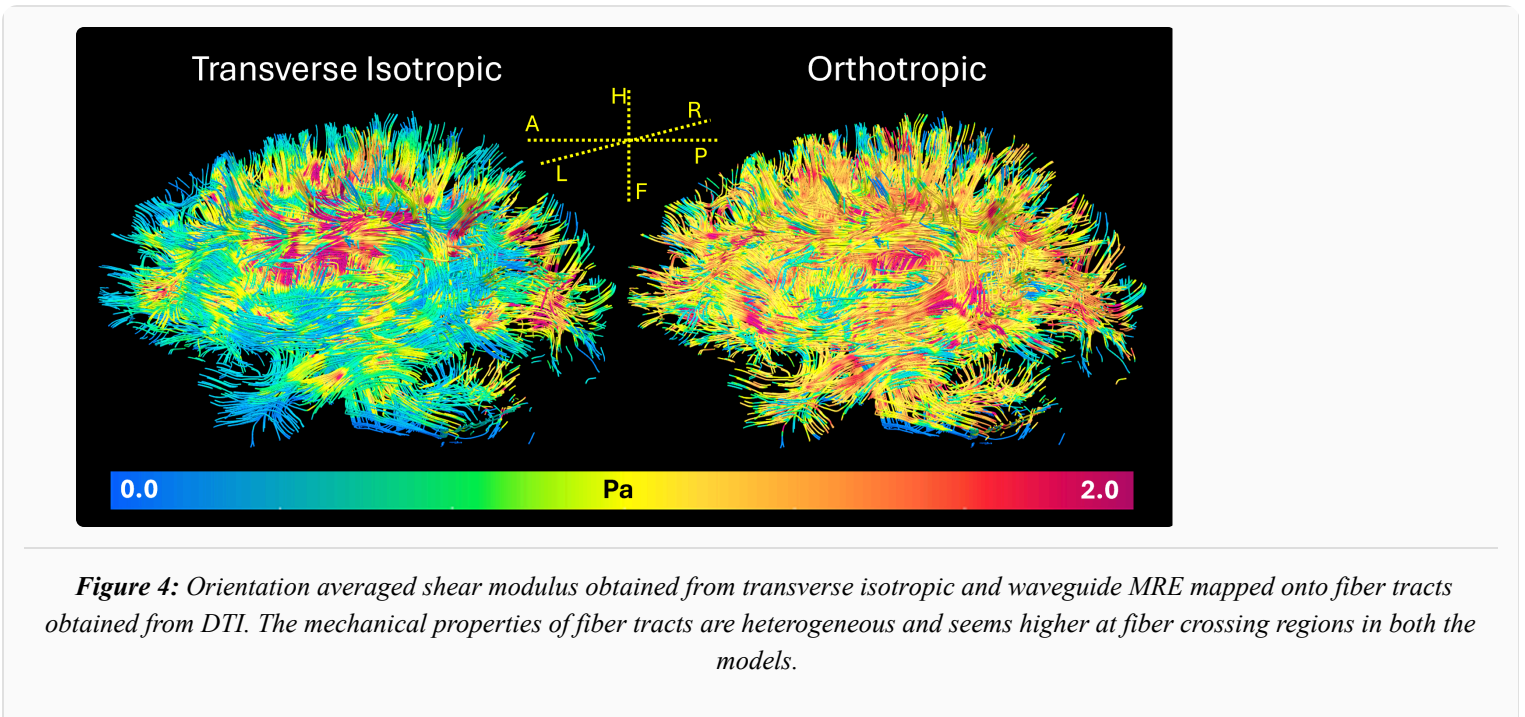 Transverse Isotropic
Orthotropic
H
R
A
P
L
F
0.0
Pa
2.0
Figure 4: Orientation averaged shear modulus obtained from transverse isotropic and waveguide MRE mapped onto fiber tracts
obtained from DTI. The mechanical properties of fiber tracts are heterogeneous and seems higher at fiber crossing regions in both the
models.